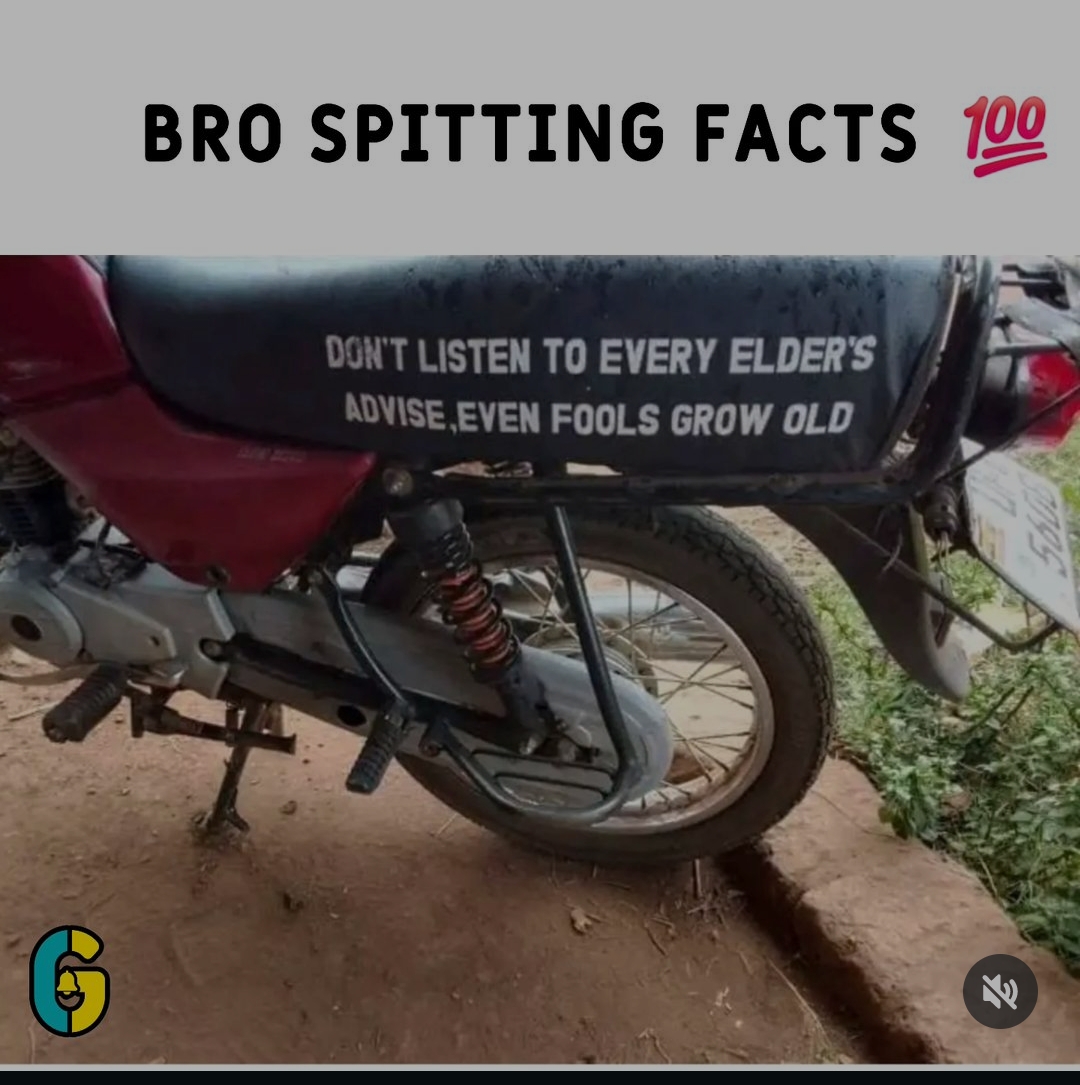 BRO SPITTING FACTS 💯
DON'T LISTEN TO EVERY ELDER'S
ADVISE,EVEN FOOLS GROW OLD